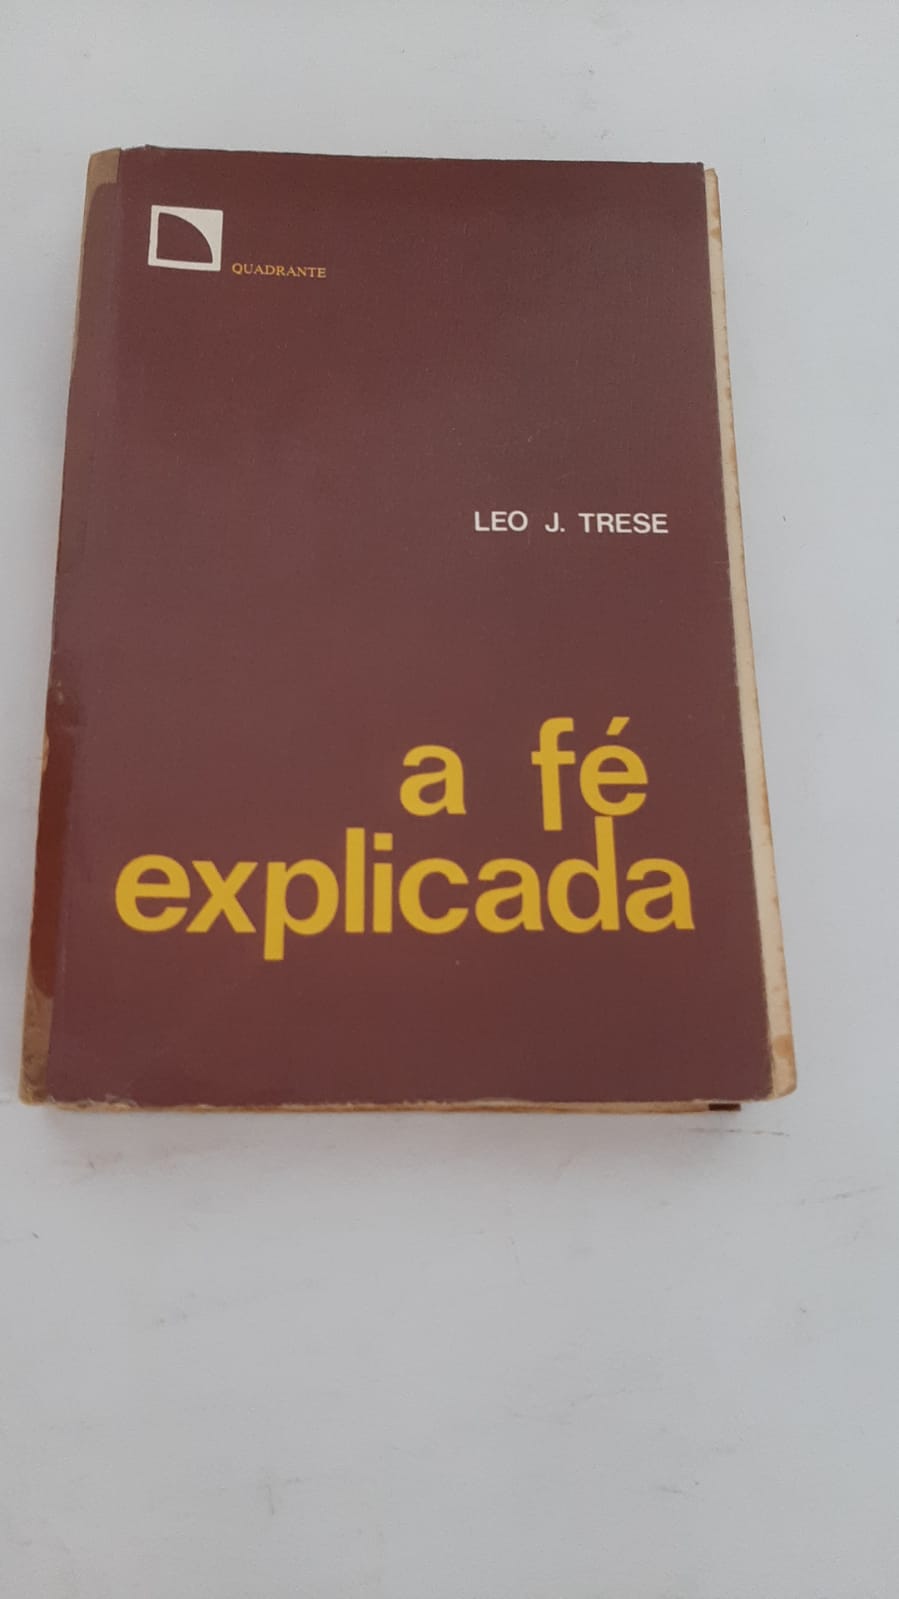 QUADRANTE
LEO J. TRESE
a fé
explicada